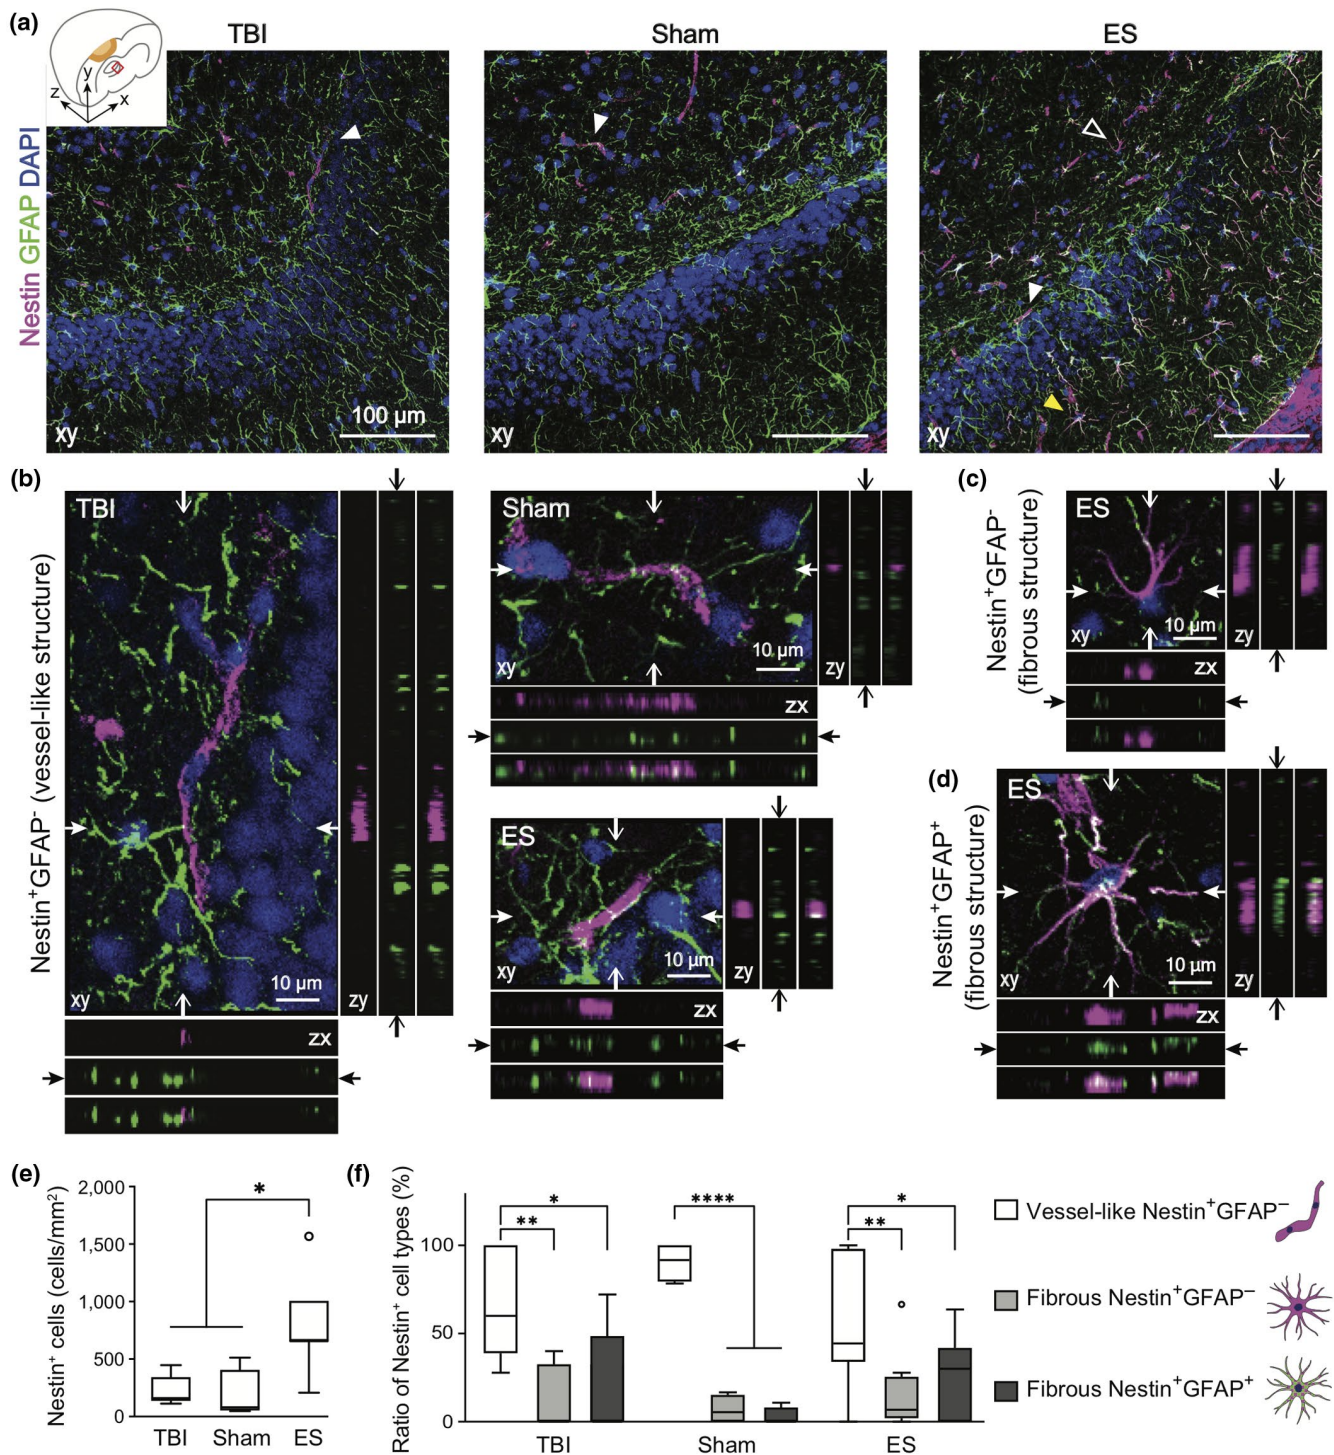 (a)
TBI
Sham
ES
z y x
Nestin GFAP DAPI
100 µm
xy
xy
xy
(b)
(c)
Nestin⁺GFAP⁻ (vessel-like structure)
TBI
10 µm
xy
zy
zx
Sham
10 µm
xy
zy
zx
ES
10 µm
xy
zy
zx
Nestin⁺GFAP⁻
(fibrous structure)
ES
10 µm
xy
zy
zx
(d)
Nestin⁺GFAP⁺
(fibrous structure)
ES
10 µm
xy
zy
zx
(e)
Nestin⁺ cells (cells/mm²)
2,000
1,500
1,000
500
0
*
TBI Sham ES
(f)
Ratio of Nestin⁺ cell types (%)
100
50
0
*
**
****
*
**
TBI Sham ES
Vessel-like Nestin⁺GFAP⁻
Fibrous Nestin⁺GFAP⁻
Fibrous Nestin⁺GFAP⁺